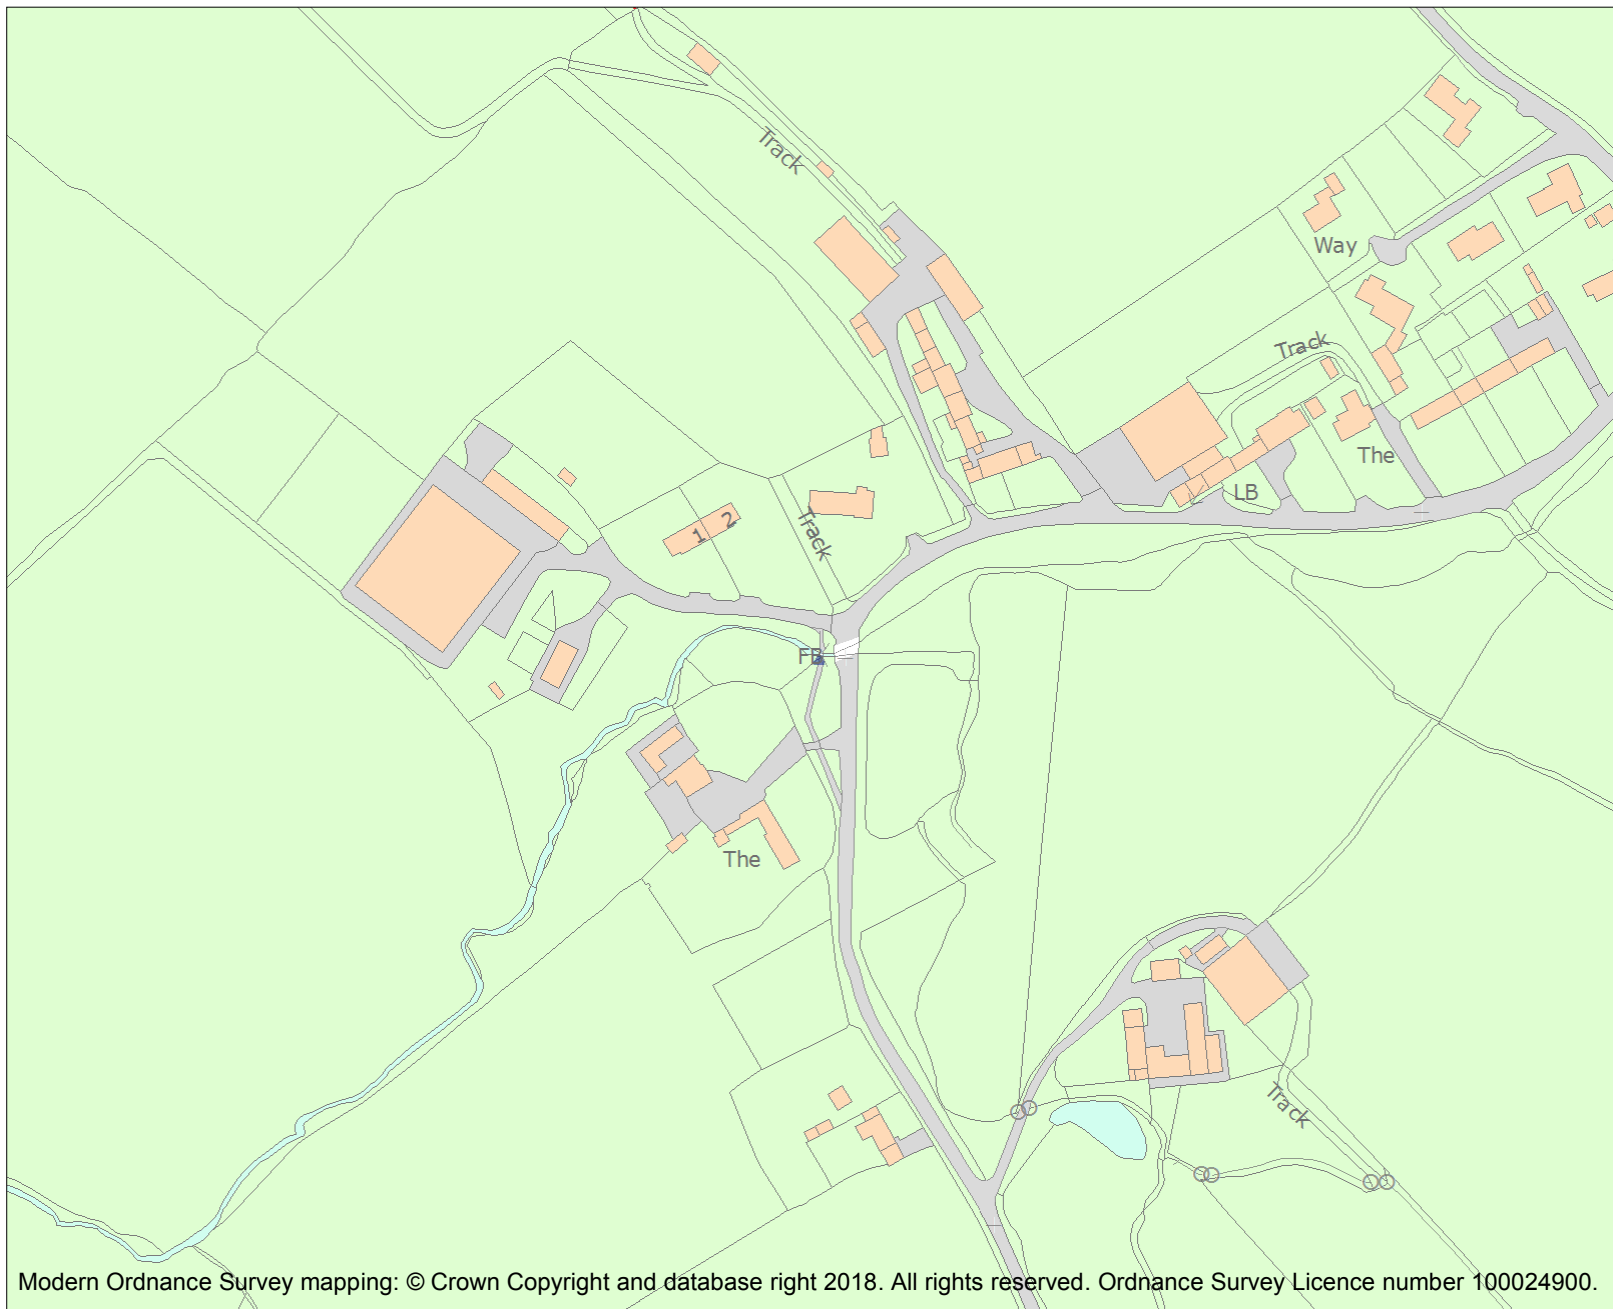 Track
Way
Track
The
LB
2
1
Track
FB
The
Track
Modern Ordnance Survey mapping: © Crown Copyright and database right 2018. All rights reserved. Ordnance Survey Licence number 100024900.